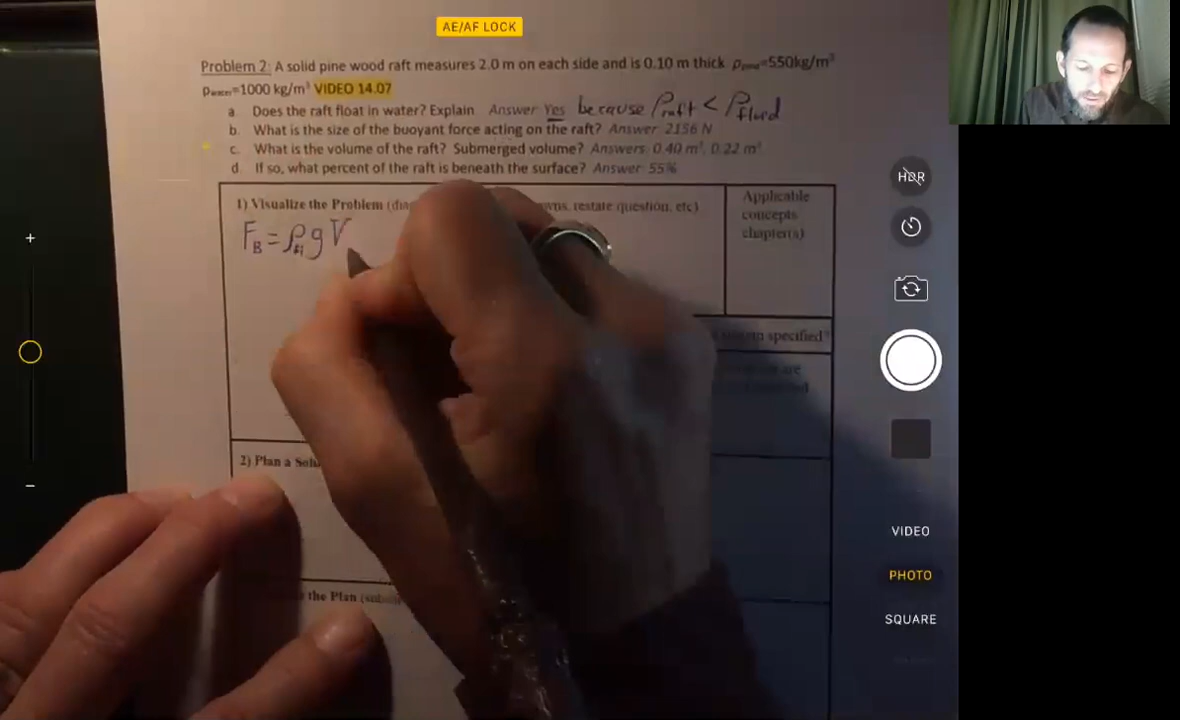 AE/AF LOCK
Problem 2: A solid pine wood raft measures 2.0 m on each side and is 0.10 m thick ρpine=550kg/m³
ρwater=1000 kg/m³ VIDEO 14.07
a. Does the raft float in water? Explain. Answer: Yes because ρraft < ρfluid
b. What is the size of the buoyant force acting on the raft? Answer: 2156 N
c. What is the volume of the raft? Submerged volume? Answers: 0.40 m³, 0.22 m³
d. If so, what percent of the raft is beneath the surface? Answer: 55%
1) Visualize the Problem restate question, etc)
Applicable
concepts
chapter(s)
F_B = ρfl g V
specified?
are
2) Plan a
the Plan
HDR
VIDEO
PHOTO
SQUARE